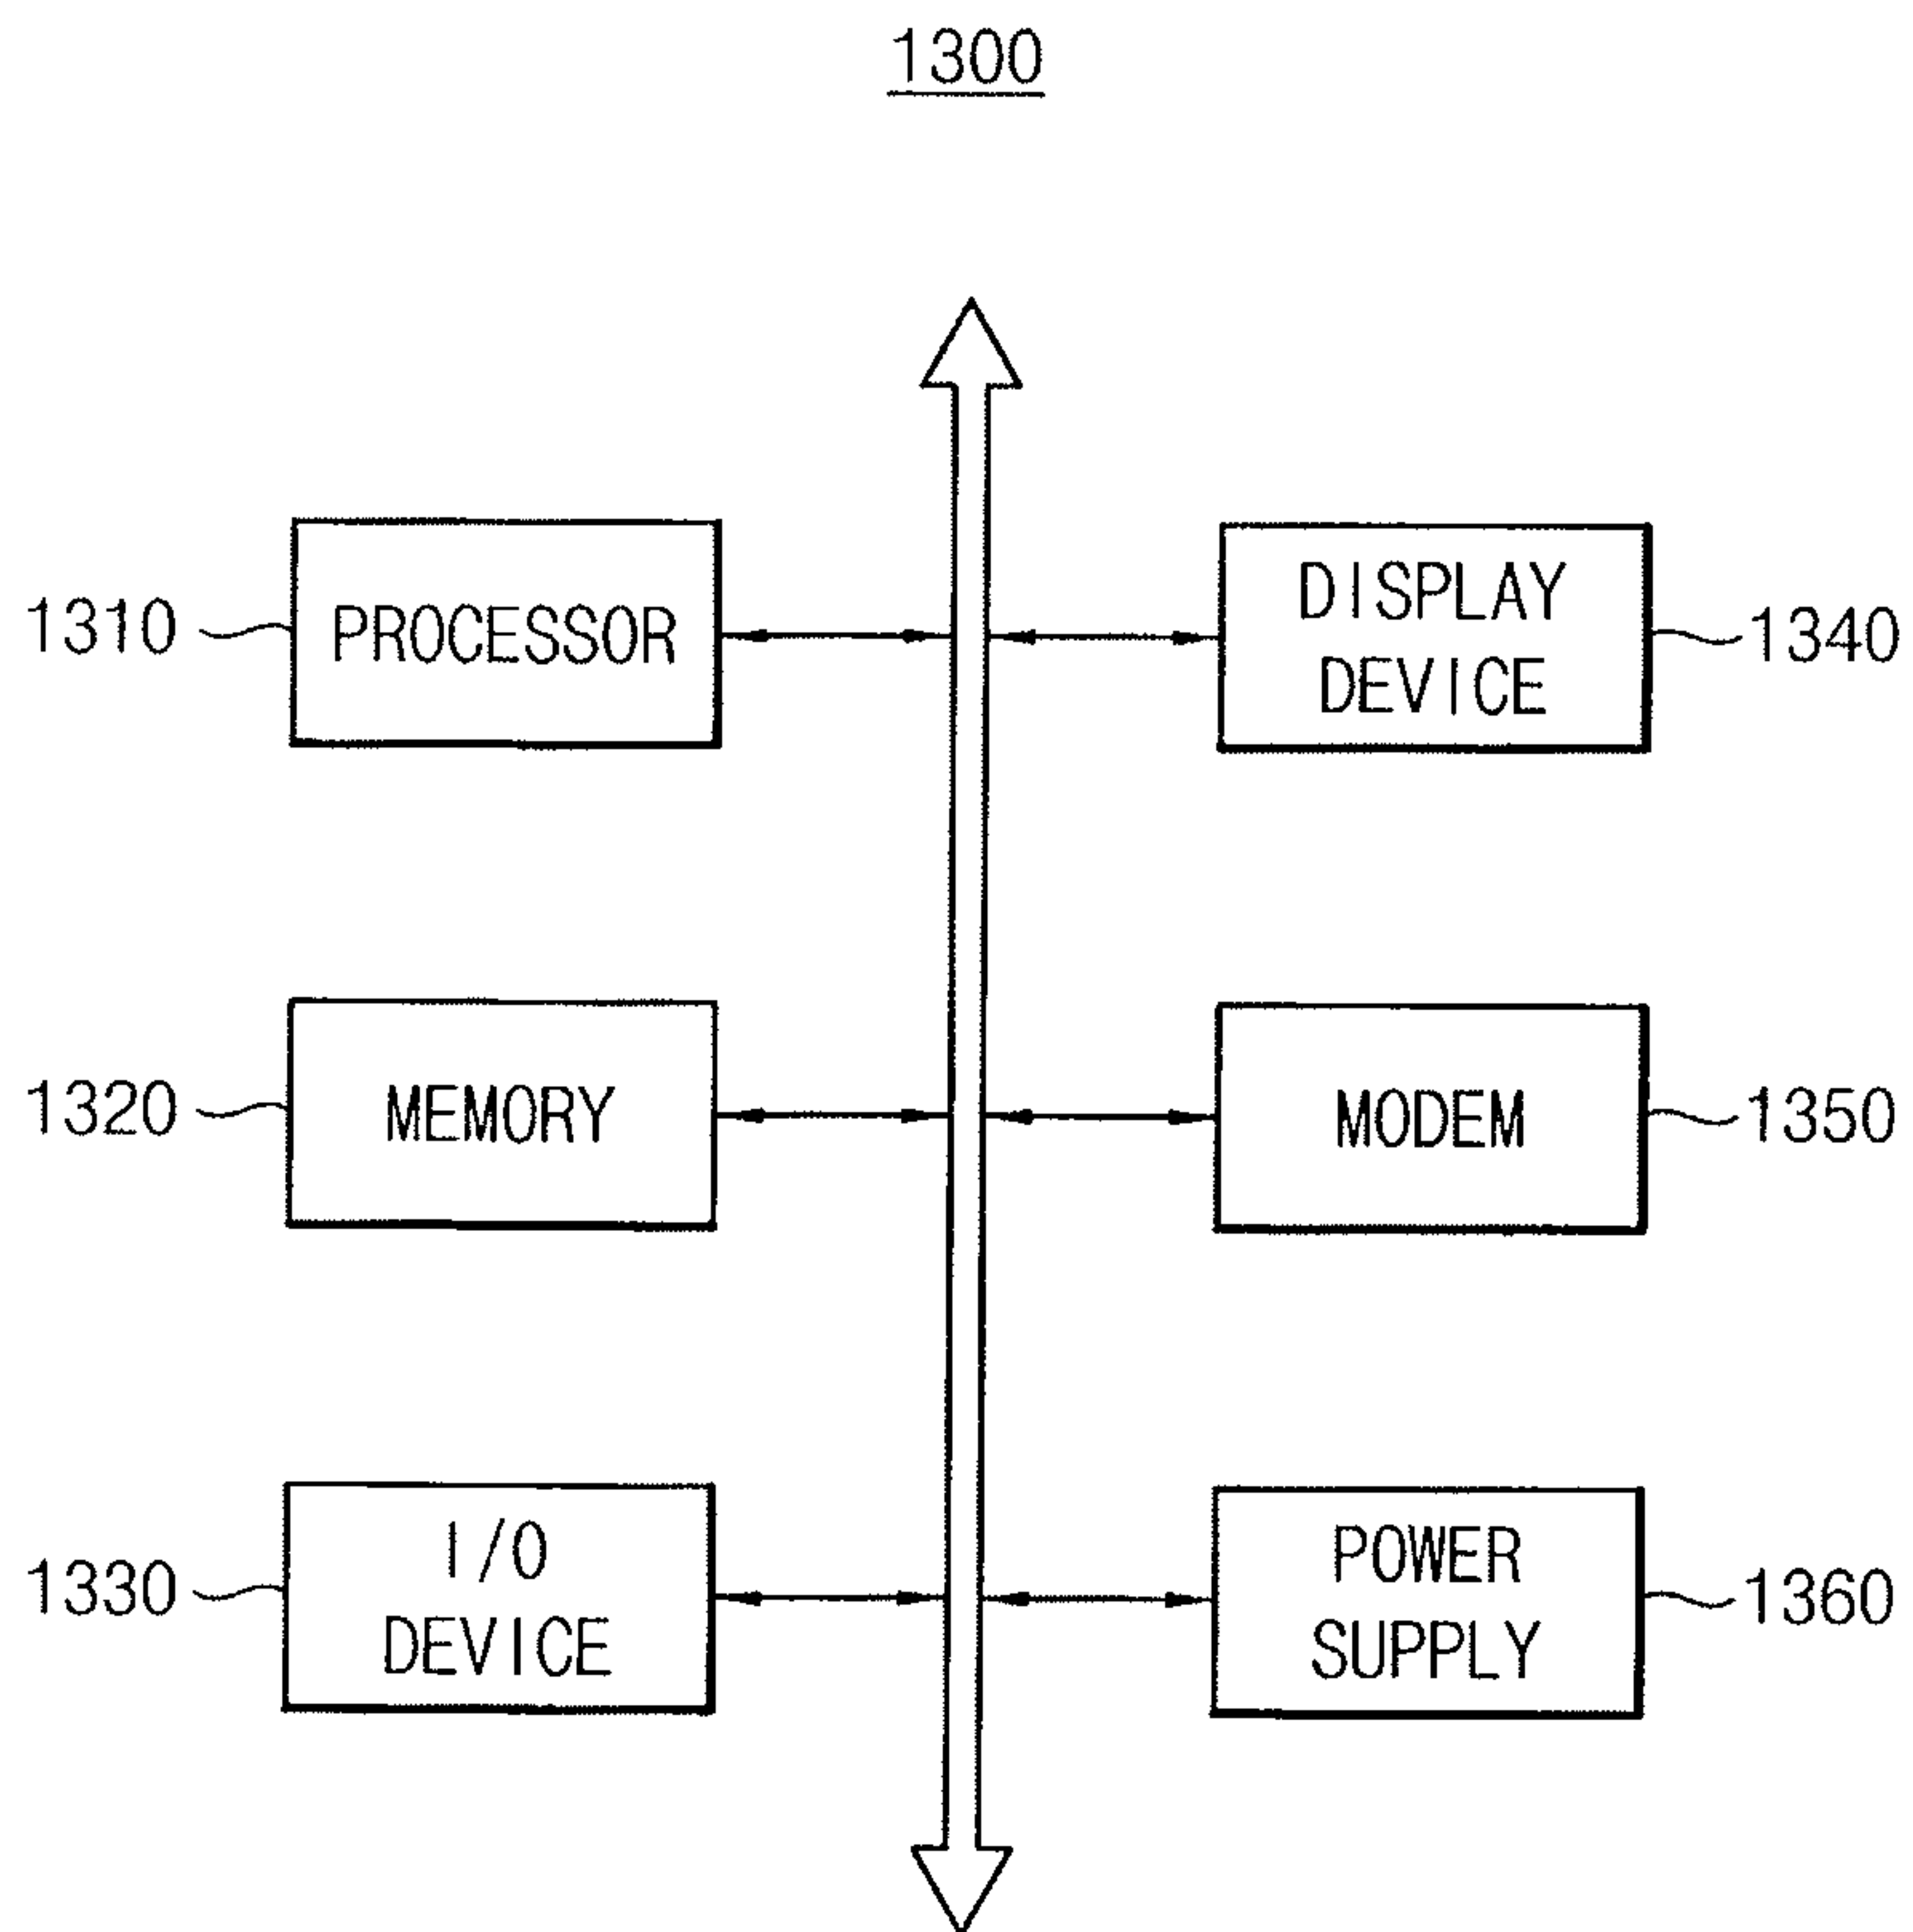 1300
1310
PROCESSOR
DISPLAY
DEVICE
1340
1320
MEMORY
MODEM
1350
1330
I/O
DEVICE
POWER
SUPPLY
1360